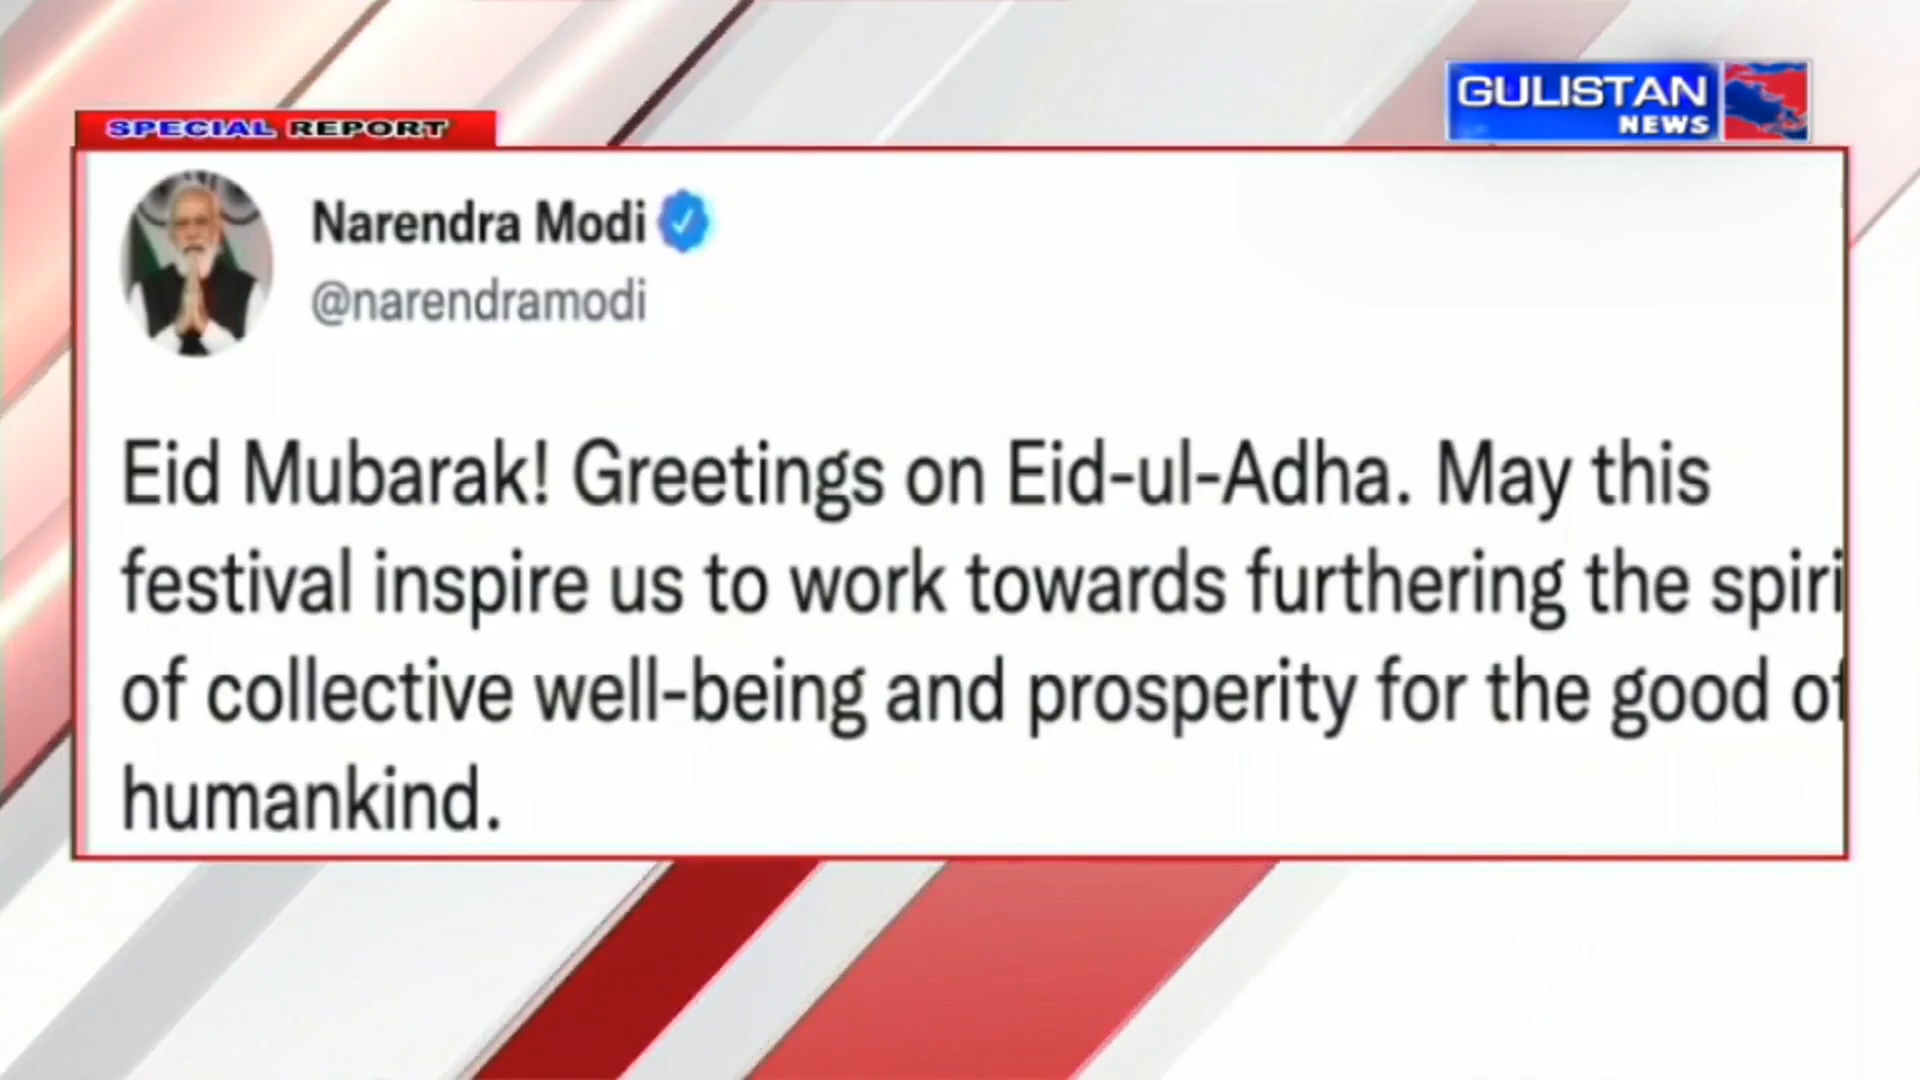 GULISTAN
NEWS
SPECIAL REPORT
Narendra Modi
@narendramodi
Eid Mubarak! Greetings on Eid-ul-Adha. May this
festival inspire us to work towards furthering the spiri
of collective well-being and prosperity for the good of
humankind.